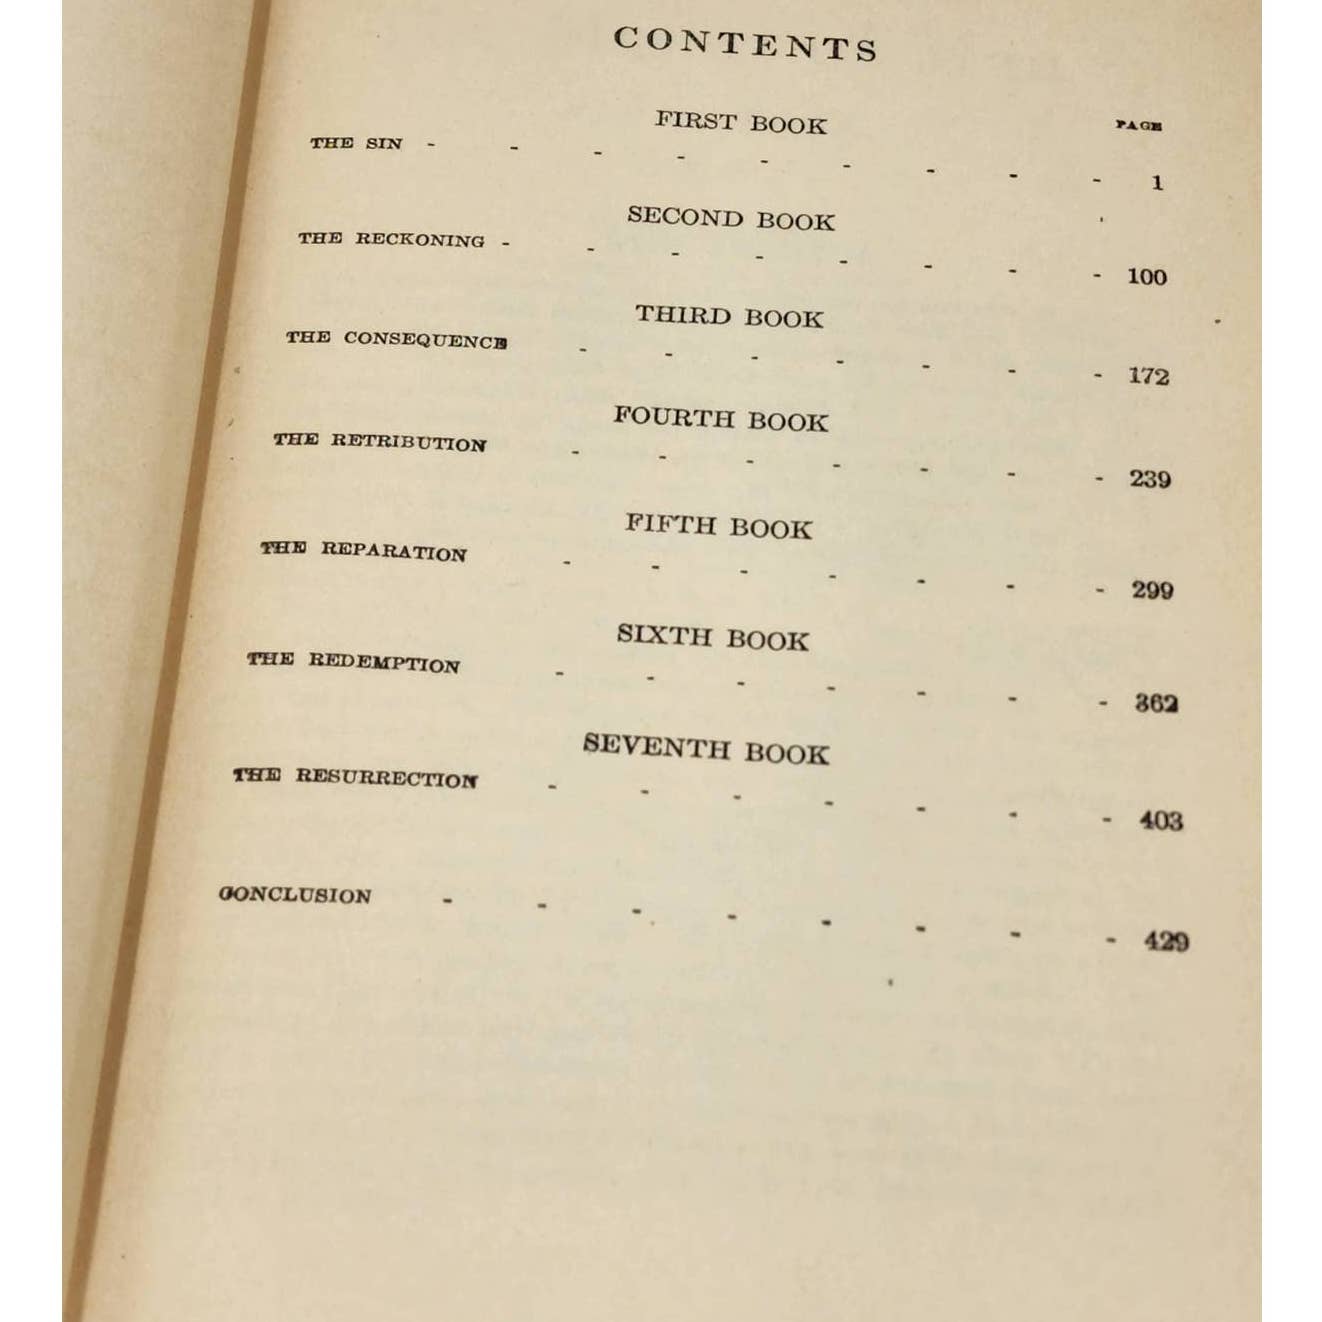 CONTENTS
FIRST BOOK PAGE
THE SIN - - - - - - - - - 1
SECOND BOOK
THE RECKONING - - - - - - - - 100
THIRD BOOK
THE CONSEQUENCE - - - - - - - 172
FOURTH BOOK
THE RETRIBUTION - - - - - - - 239
FIFTH BOOK
THE REPARATION - - - - - - - 299
SIXTH BOOK
THE REDEMPTION - - - - - - - 362
SEVENTH BOOK
THE RESURRECTION - - - - - - - 403
CONCLUSION - - - - - - - - 429